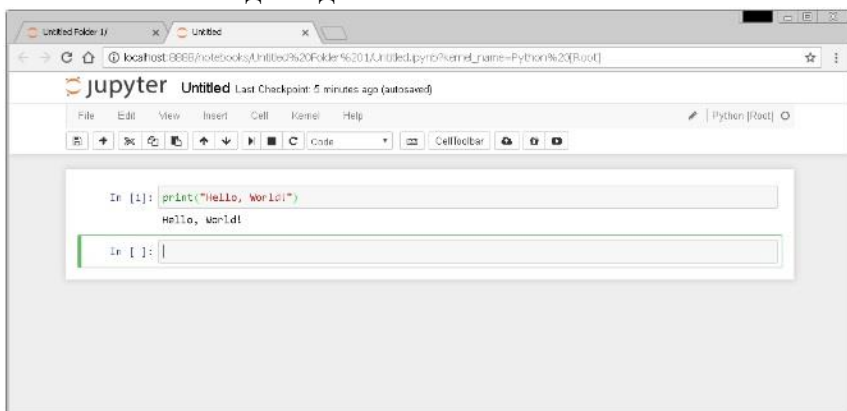 Untitled Folder 1/ Untitled
localhost:8888/notebooks/Untitled%20Folder%201/Untitled.ipynb?kernel_name=Python%20[Root]
jupyter Untitled Last Checkpoint: 5 minutes ago (autosaved)
File Edit View Insert Cell Kernel Help Python [Root]
Code CellToolbar
In [1]: print("Hello, World!")
Hello, World!
In [ ]: